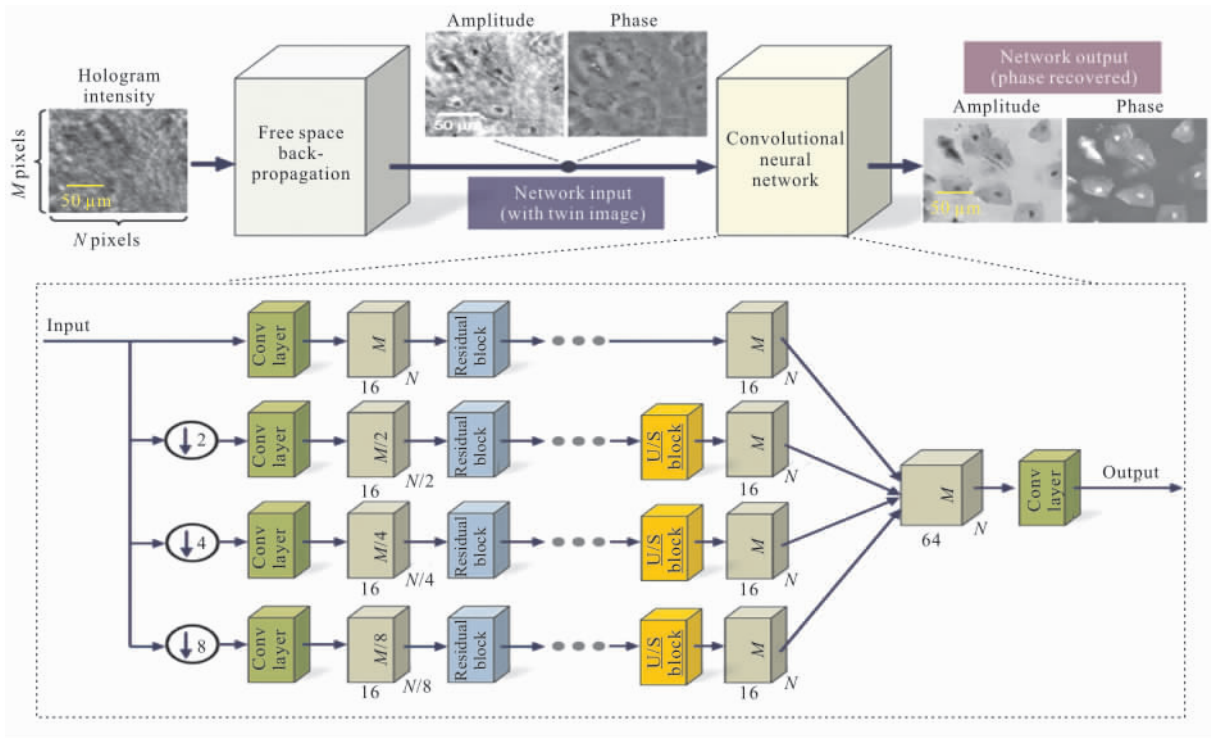 Amplitude
Phase
Hologram
intensity
M pixels
50 μm
N pixels
Free space
back-
propagation
50 μm
Network input
(with twin image)
Convolutional
neural
network
Network output
(phase recovered)
Amplitude
Phase
50 μm
Input
Conv
layer
M
16
N
Residual
block
M
16
N
2
Conv
layer
M/2
16
N/2
Residual
block
U/S
block
M
16
N
4
Conv
layer
M/4
16
N/4
Residual
block
U/S
block
M
16
N
8
Conv
layer
M/8
16
N/8
Residual
block
U/S
block
M
16
N
M
64
N
Conv
layer
Output